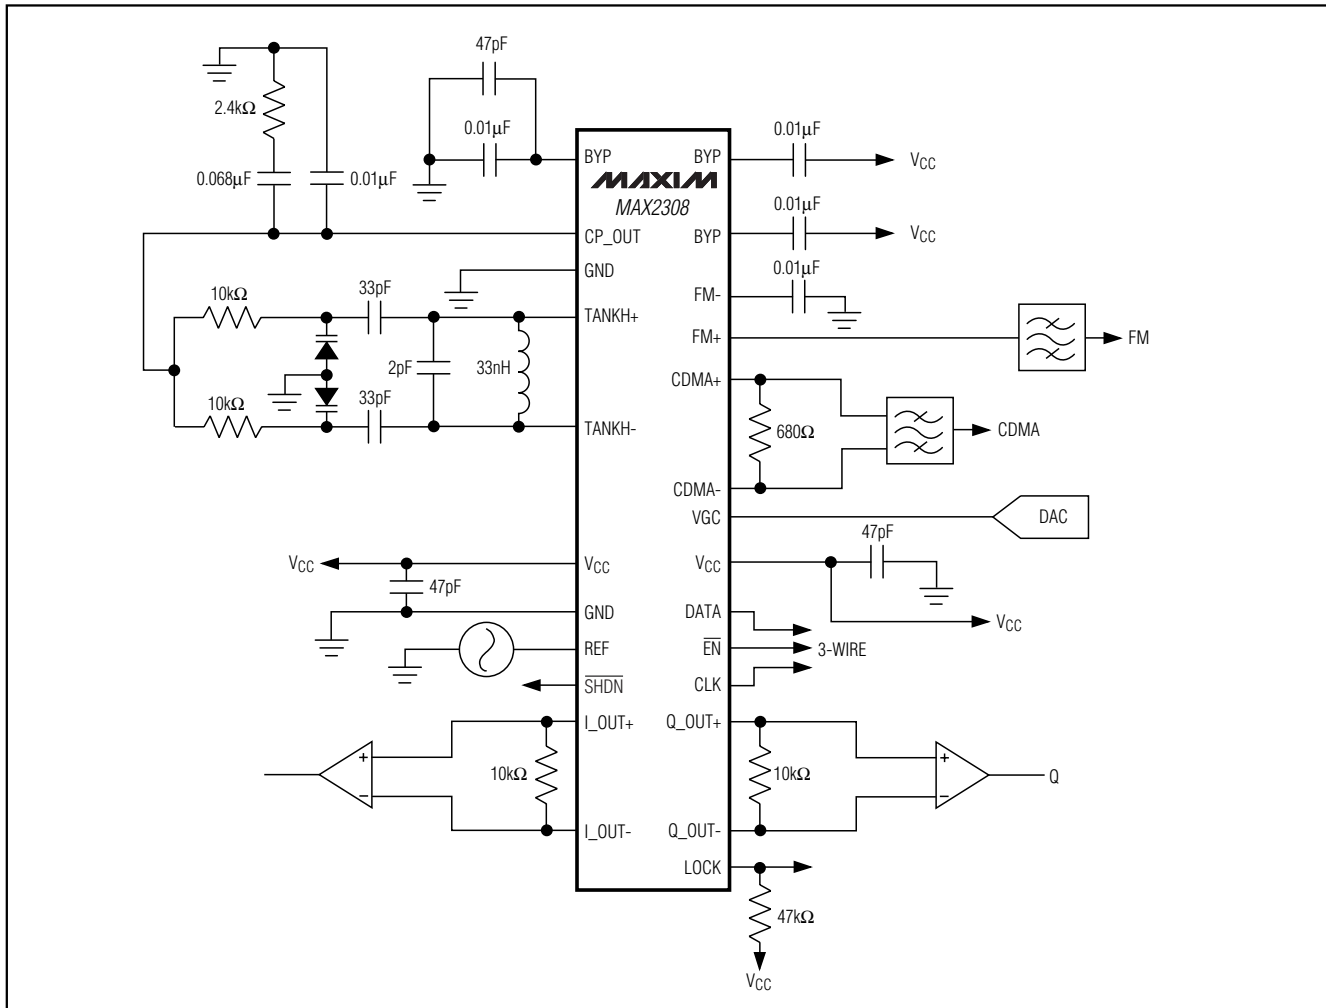 47pF
2.4kΩ
0.01μF
0.01μF
BYP
BYP
VCC
0.068μF
0.01μF
MAXIM
MAX2308
0.01μF
CP_OUT
BYP
VCC
GND
0.01μF
10kΩ
33pF
FM-
TANKH+
FM+
FM
2pF
33nH
CDMA+
10kΩ
33pF
TANKH-
680Ω
CDMA
CDMA-
VGC
DAC
47pF
VCC
VCC
VCC
47pF
GND
DATA
VCC
REF
EN
3-WIRE
SHDN
CLK
I_OUT+
Q_OUT+
+
10kΩ
10kΩ
+
Q
−
−
I_OUT-
Q_OUT-
LOCK
47kΩ
VCC